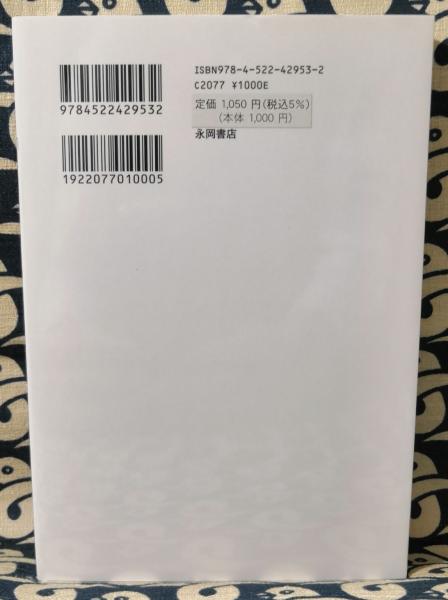 ISBN978-4-522-42953-2
C2077 ¥1000E
9784522429532
定価 1,050 円(税込5%)
(本体 1,000 円)
永岡書店
1922077010005